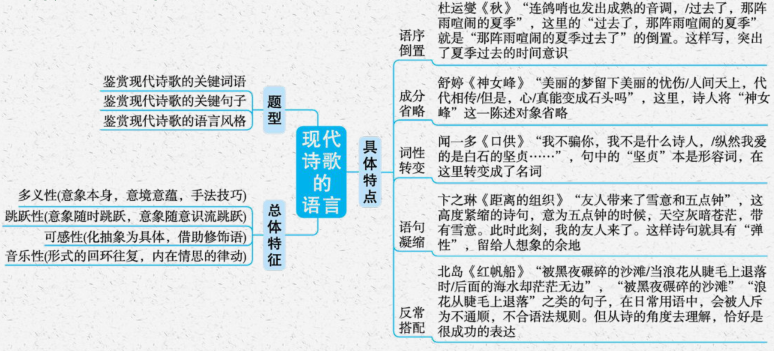 现代
诗歌
的
语言
题型
鉴赏现代诗歌的关键词语
鉴赏现代诗歌的关键句子
鉴赏现代诗歌的语言风格
总体特征
多义性(意象本身，意境意蕴，手法技巧)
跳跃性(意象随时跳跃，意象随意识流跳跃)
可感性(化抽象为具体，借助修饰语)
音乐性(形式的回环往复，内在情思的律动)
具体特点
语序
倒置
杜运燮《秋》“连鸽哨也发出成熟的音调，/过去了，那阵
雨喧闹的夏季”，这里的“过去了，那阵雨喧闹的夏季”
就是“那阵雨喧闹的夏季过去了”的倒置。这样写，突出
了夏季过去的时间意识
成分
省略
舒婷《神女峰》“美丽的梦留下美丽的忧伤/人间天上，代
代相传/但是，心/真能变成石头吗”，这里，诗人将“神女
峰”这一陈述对象省略
词性
转变
闻一多《口供》“我不骗你，我不是什么诗人，/纵然我爱
的是白石的坚贞……”，句中的“坚贞”本是形容词，在
这里转变成了名词
语句
凝缩
卞之琳《距离的组织》“友人带来了雪意和五点钟”，这
高度紧缩的诗句，意为五点钟的时候，天空灰暗苍茫，带
有雪意。此时此刻，我的友人来了。这样诗句就具有“弹
性”，留给人想象的余地
反常
搭配
北岛《红帆船》“被黑夜碾碎的沙滩/当浪花从睫毛上退落
时/后面的海水却茫茫无边”，“被黑夜碾碎的沙滩”“浪
花从睫毛上退落”之类的句子，在日常用语中，会被人斥
为不通顺，不合语法规则。但从诗的角度去理解，恰好是
很成功的表达